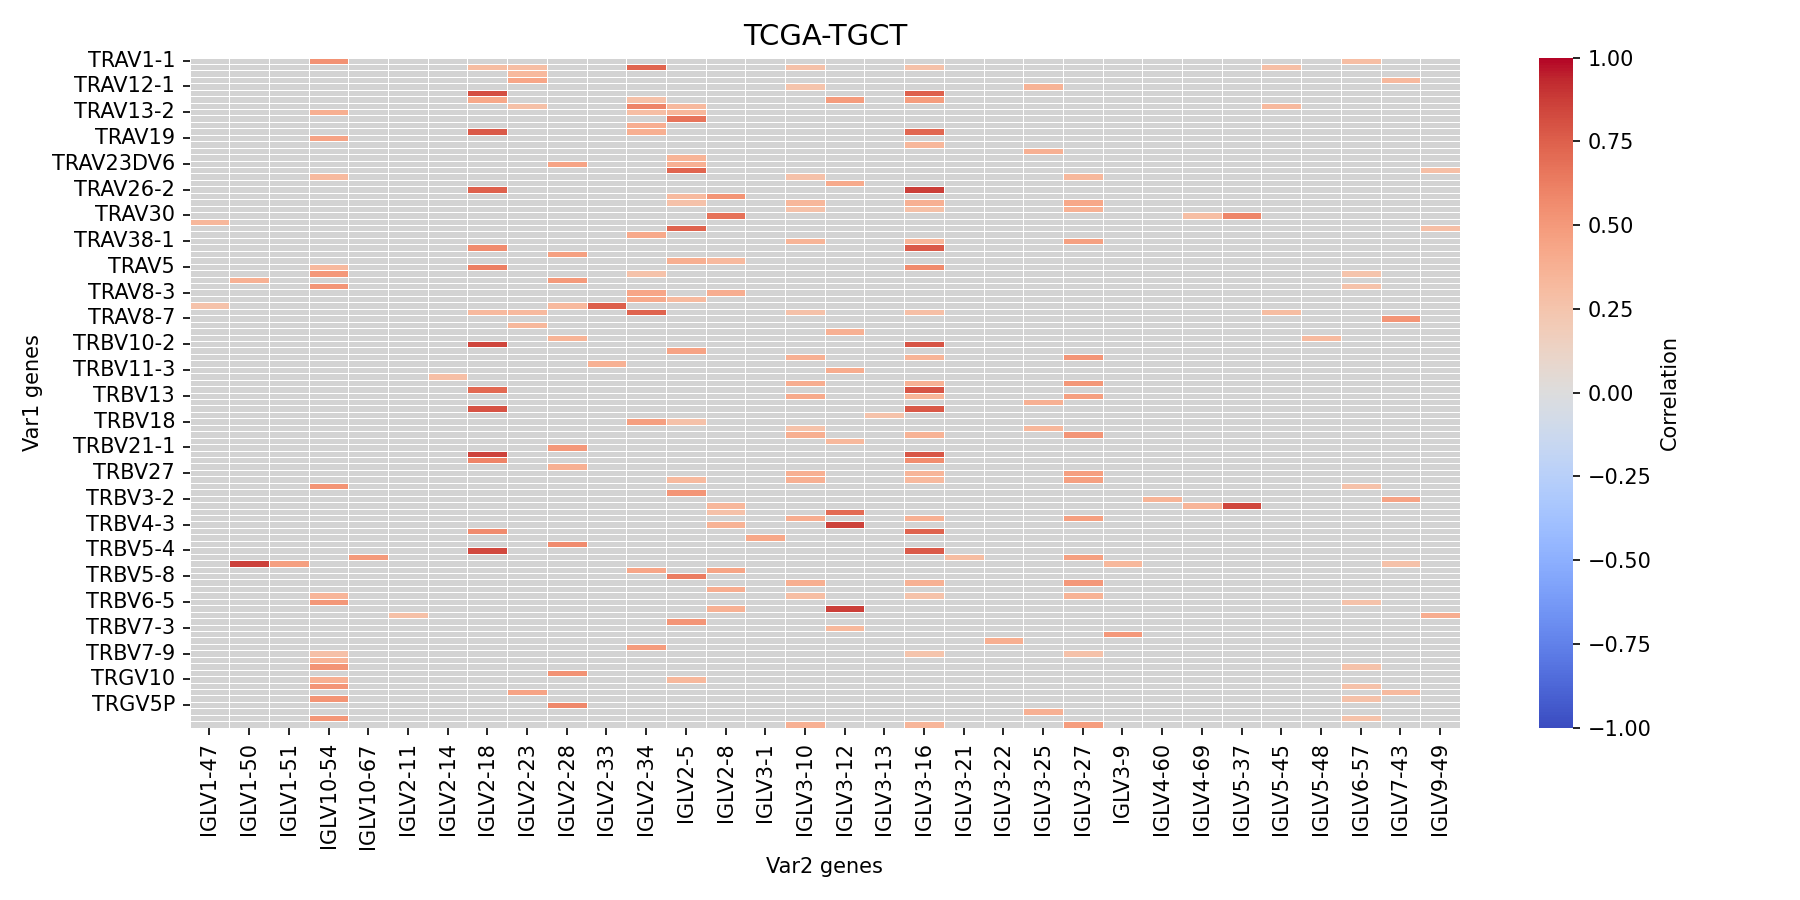 TCGA-TGCT
TRAV1-1
TRAV12-1
TRAV13-2
TRAV19
TRAV23DV6
TRAV26-2
TRAV30
TRAV38-1
TRAV5
TRAV8-3
TRAV8-7
TRBV10-2
TRBV11-3
TRBV13
TRBV18
TRBV21-1
TRBV27
TRBV3-2
TRBV4-3
TRBV5-4
TRBV5-8
TRBV6-5
TRBV7-3
TRBV7-9
TRGV10
TRGV5P
Var1 genes
IGLV1-47
IGLV1-50
IGLV1-51
IGLV10-54
IGLV10-67
IGLV2-11
IGLV2-14
IGLV2-18
IGLV2-23
IGLV2-28
IGLV2-33
IGLV2-34
IGLV2-5
IGLV2-8
IGLV3-1
IGLV3-10
IGLV3-12
IGLV3-13
IGLV3-16
IGLV3-21
IGLV3-22
IGLV3-25
IGLV3-27
IGLV3-9
IGLV4-60
IGLV4-69
IGLV5-37
IGLV5-45
IGLV5-48
IGLV6-57
IGLV7-43
IGLV9-49
Var2 genes
1.00
0.75
0.50
0.25
0.00
−0.25
−0.50
−0.75
−1.00
Correlation